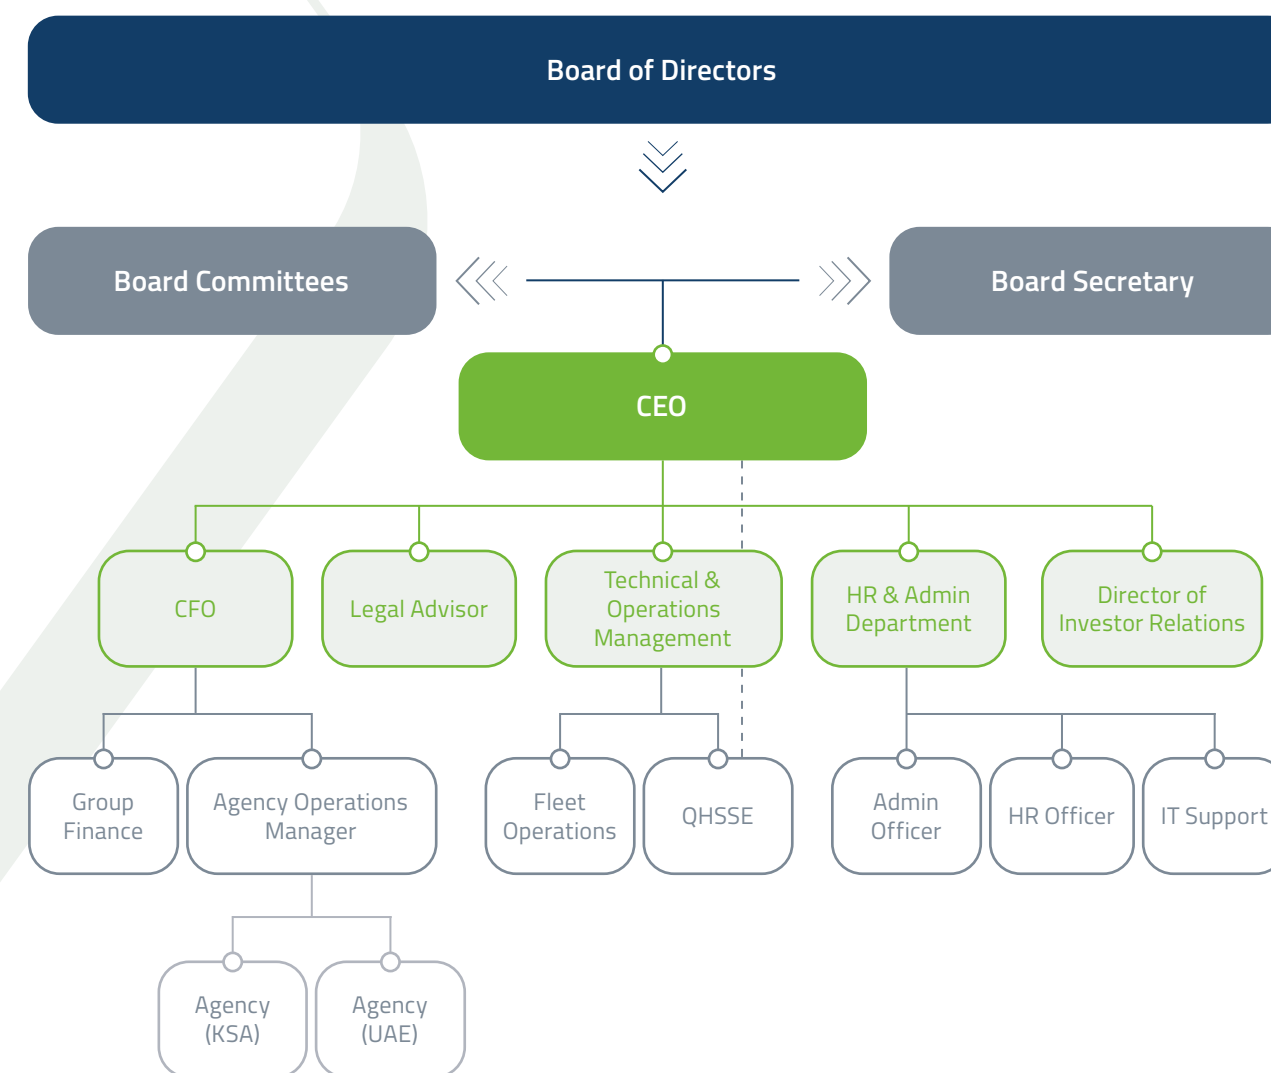 Board of Directors
Board Committees
Board Secretary
CEO
CFO
Legal Advisor
Technical &
Operations
Management
HR & Admin
Department
Director of
Investor Relations
Group
Finance
Agency Operations
Manager
Fleet
Operations
QHSSE
Admin
Officer
HR Officer
IT Support
Agency
(KSA)
Agency
(UAE)